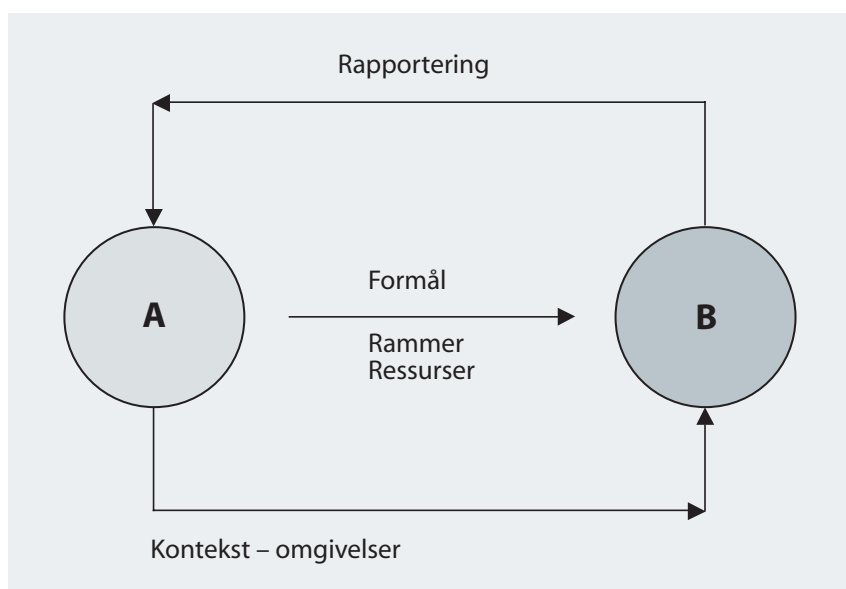 Rapportering
A
Formål
B
Rammer
Ressurser
Kontekst – omgivelser